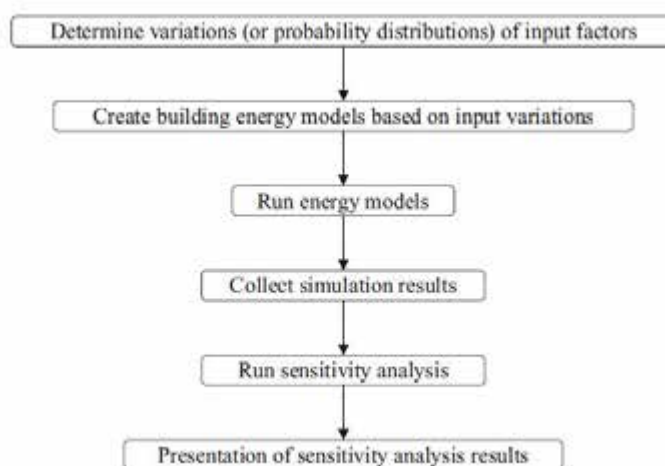 Determine variations (or probability distributions) of input factors
Create building energy models based on input variations
Run energy models
Collect simulation results
Run sensitivity analysis
Presentation of sensitivity analysis results